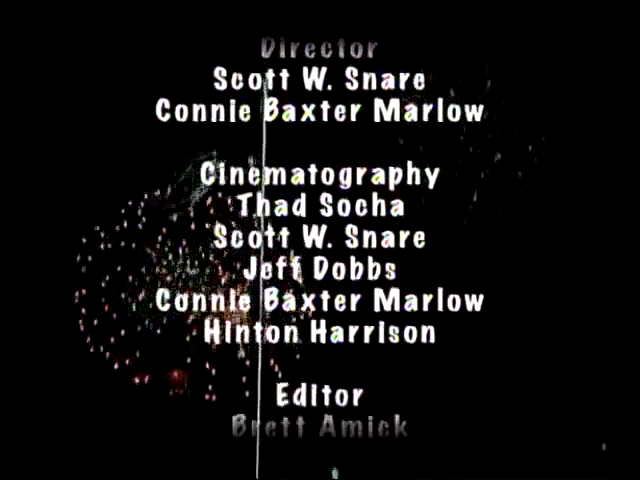 Director
Scott W. Snare
Connie Baxter Marlow
Cinematography
Thad Socha
Scott W. Snare
Jeff Dobbs
Connie Baxter Marlow
Hinton Harrison
Editor
Brett Amick